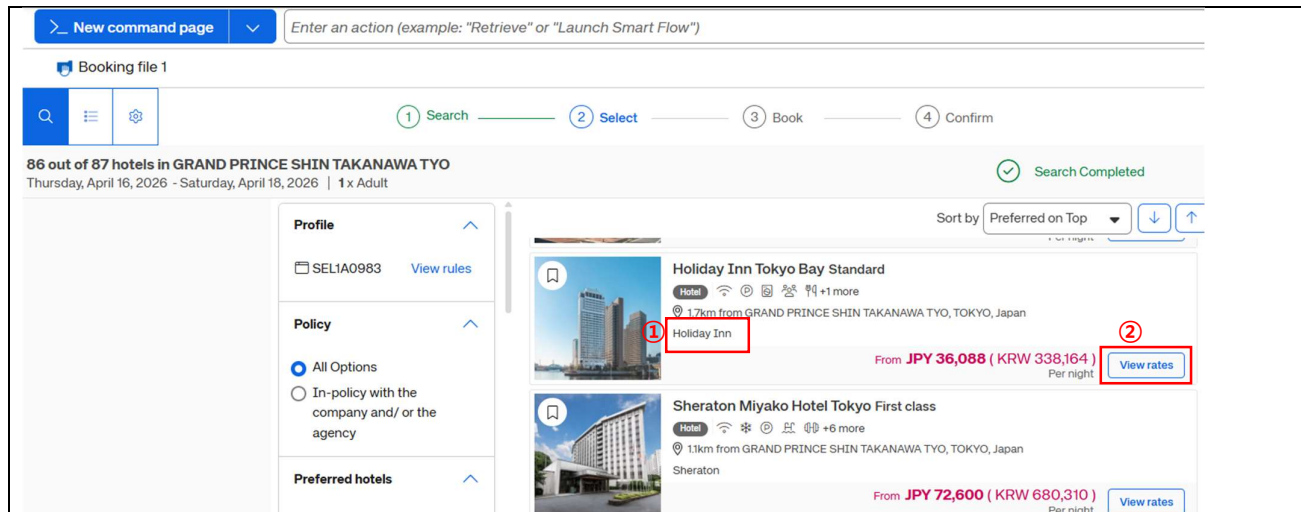 >_ New command page
Enter an action (example: "Retrieve" or "Launch Smart Flow")
Booking file 1
1 Search
2 Select
3 Book
4 Confirm
86 out of 87 hotels in GRAND PRINCE SHIN TAKANAWA TYO
Thursday, April 16, 2026 - Saturday, April 18, 2026 | 1 x Adult
Search Completed
Sort by Preferred on Top
Per night
Profile
SEL1A0983 View rules
Policy
All Options
In-policy with the
company and/ or the
agency
Preferred hotels
Holiday Inn Tokyo Bay Standard
Hotel +1 more
1.7km from GRAND PRINCE SHIN TAKANAWA TYO, TOKYO, Japan
① Holiday Inn
②
From JPY 36,088 ( KRW 338,164 )
Per night
View rates
Sheraton Miyako Hotel Tokyo First class
Hotel +6 more
1.1km from GRAND PRINCE SHIN TAKANAWA TYO, TOKYO, Japan
Sheraton
From JPY 72,600 ( KRW 680,310 )
Per night
View rates